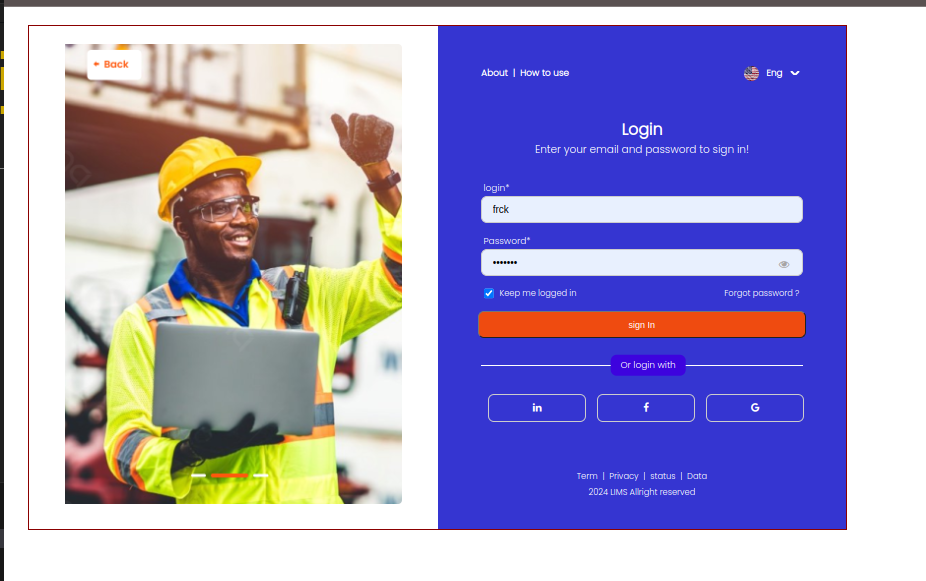 Back
About | How to use
Eng
Login
Enter your email and password to sign in!
login*
frck
Password*
•••••••
Keep me logged in
Forgot password ?
sign In
Or login with
in
f
G
Term | Privacy | status | Data
2024 LIMS Allright reserved